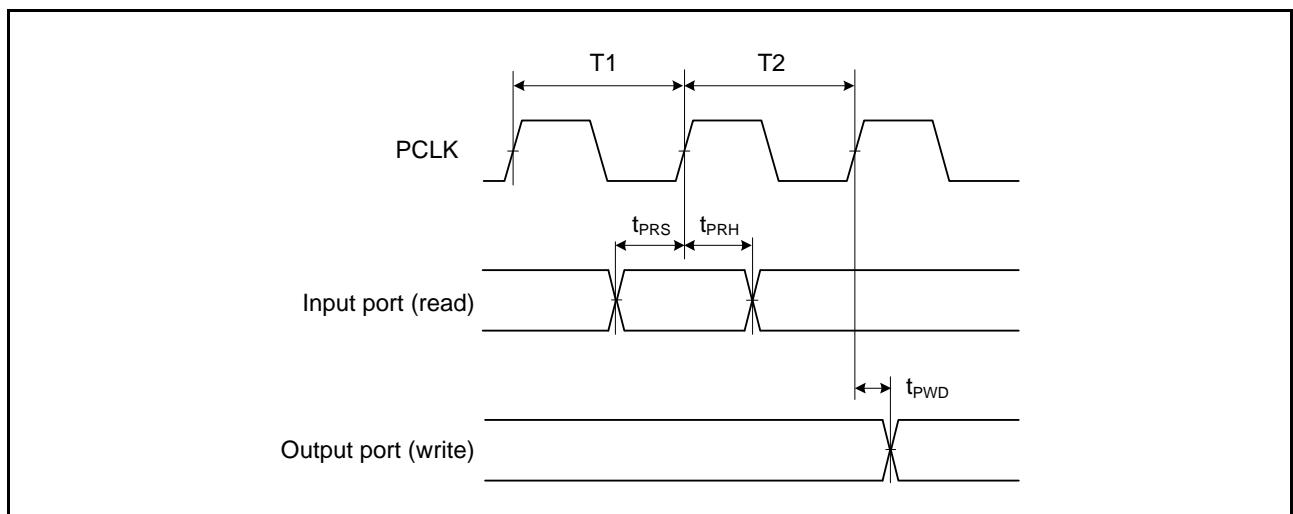 T1 T2
PCLK
tPRS tPRH
Input port (read)
tPWD
Output port (write)